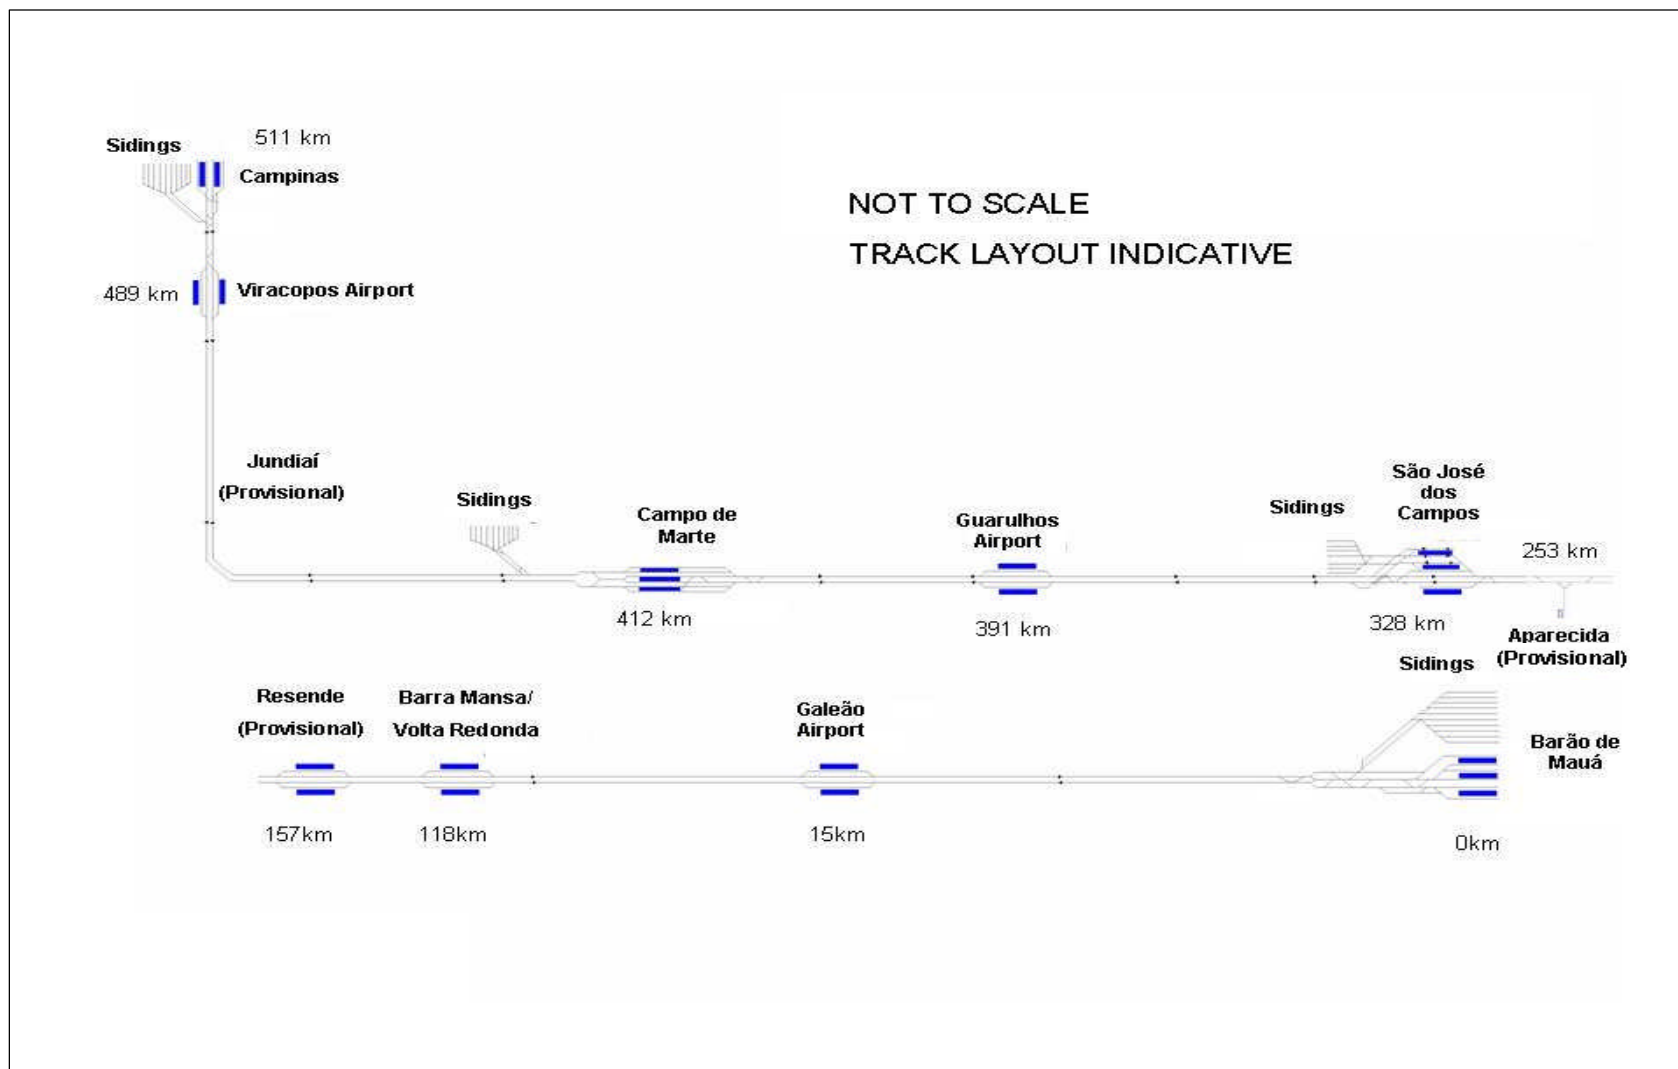 511 km
Sidings
Campinas
NOT TO SCALE
TRACK LAYOUT INDICATIVE
489 km
Viracopos Airport
Jundiaí
(Provisional)
Sidings
Campo de
Marte
412 km
Guarulhos
Airport
391 km
Sidings
São José
dos
Campos
328 km
253 km
Aparecida
(Provisional)
Resende
(Provisional)
157km
Barra Mansa/
Volta Redonda
118km
Galeão
Airport
15km
Sidings
Barão de
Mauá
0km